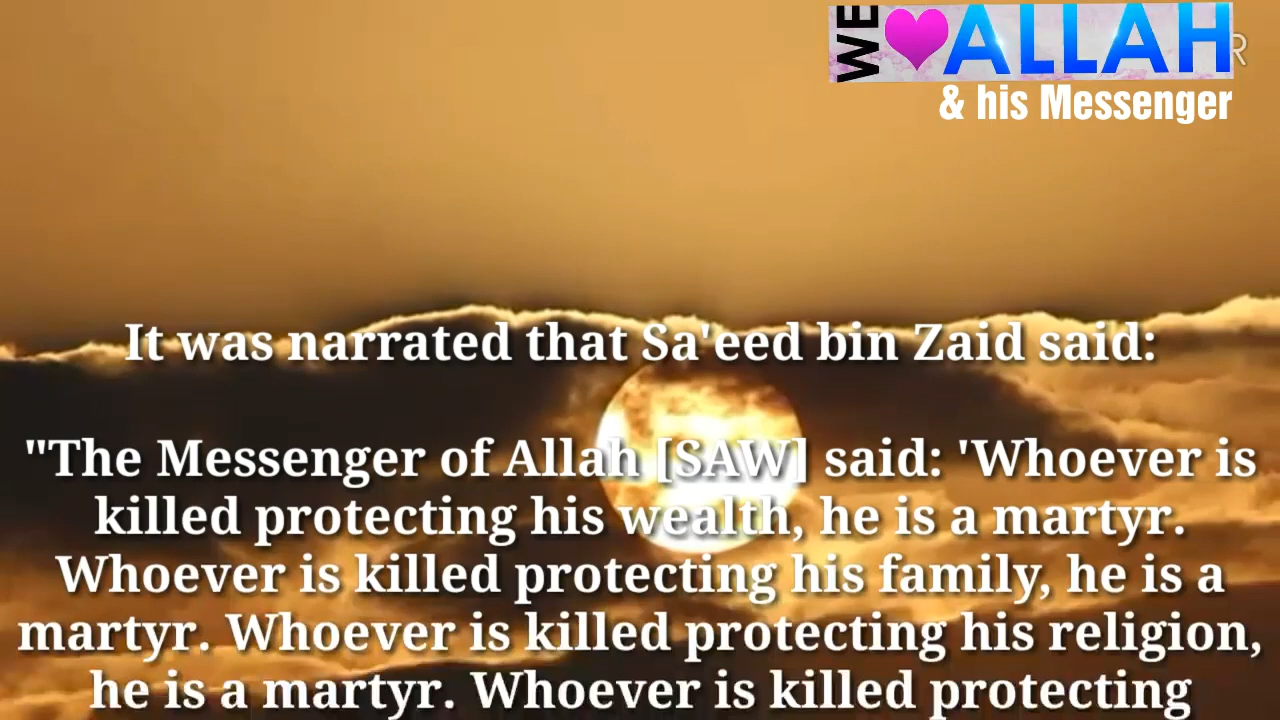 WE ALLAH
& his Messenger
It was narrated that Sa'eed bin Zaid said:
"The Messenger of Allah [SAW] said: 'Whoever is
killed protecting his wealth, he is a martyr.
Whoever is killed protecting his family, he is a
martyr. Whoever is killed protecting his religion,
he is a martyr. Whoever is killed protecting